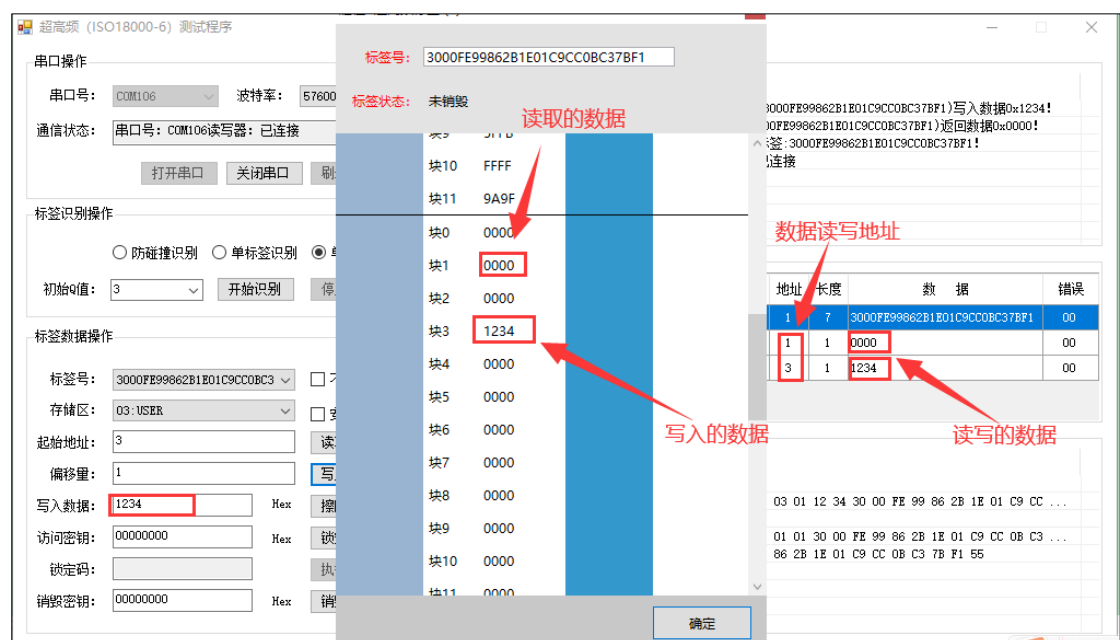 超高频（ISO18000-6）测试程序
串口操作
串口号：
COM106
波特率：
57600
通信状态：
串口号：COM106读写器：已连接
打开串口
关闭串口
标签识别操作
防碰撞识别
单标签识别
初始Q值：
3
开始识别
标签数据操作
标签号：
3000FE99862B1E01C9CC0BC3
存储区：
03:USER
起始地址：
3
偏移量：
1
写入数据：
1234
Hex
访问密钥：
00000000
Hex
锁定码：
销毁密钥：
00000000
Hex
标签号：
3000FE99862B1E01C9CC0BC37BF1
标签状态：
未销毁
读取的数据
块10 FFFF
块11 9A9F
块0 0000
块1 0000
块2 0000
块3 1234
块4 0000
块5 0000
块6 0000
块7 0000
块8 0000
块9 0000
块10 0000
块11 0000
写入的数据
确定
3000FE99862B1E01C9CC0BC37BF1)写入数据0x1234!
00FE99862B1E01C9CC0BC37BF1)返回数据0x0000!
签:3000FE99862B1E01C9CC0BC37BF1!
已连接
数据读写地址
地址 长度 数 据 错误
1 7 3000FE99862B1E01C9CC0BC37BF1 00
1 1 0000 00
3 1 1234 00
读写的数据
03 01 12 34 30 00 FE 99 86 2B 1E 01 C9 CC ...
01 01 30 00 FE 99 86 2B 1E 01 C9 CC 0B C3 ...
86 2B 1E 01 C9 CC 0B C3 7B F1 55